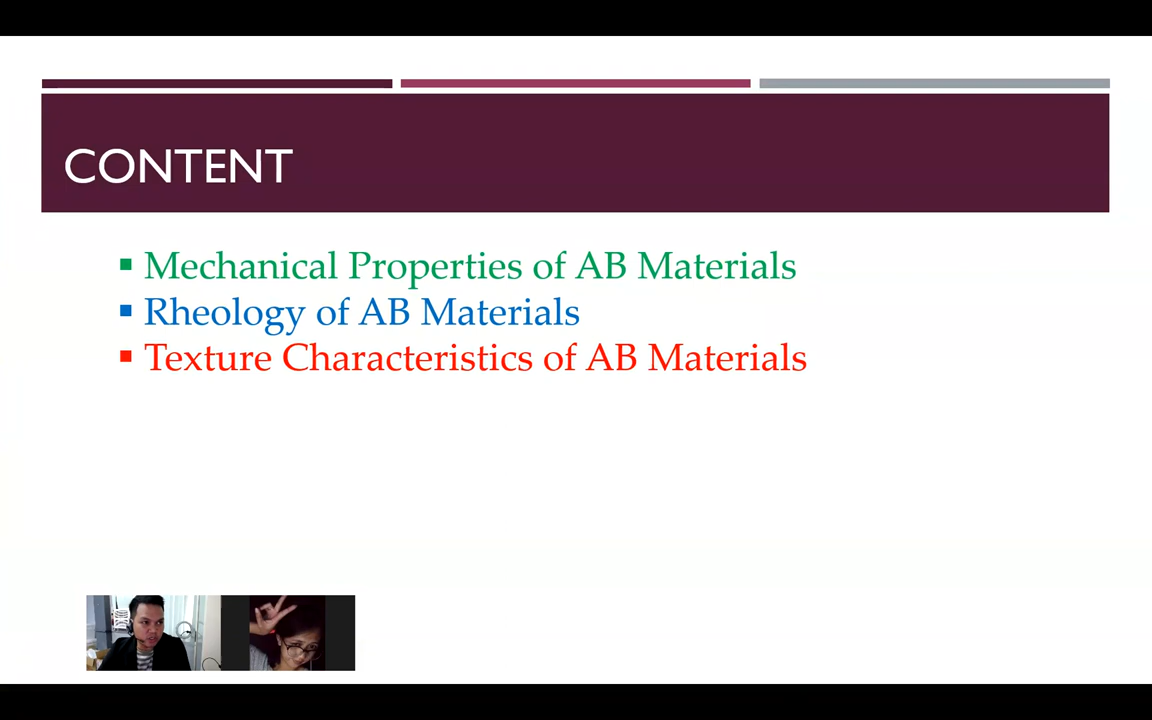 CONTENT
Mechanical Properties of AB Materials
Rheology of AB Materials
Texture Characteristics of AB Materials